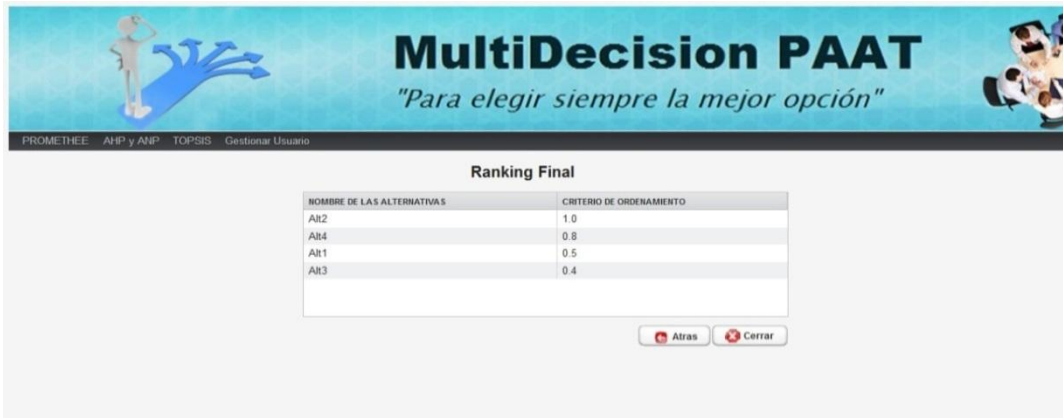 MultiDecision PAAT
"Para elegir siempre la mejor opción"
PROMETHEE AHP y ANP TOPSIS Gestionar Usuario
Ranking Final
NOMBRE DE LAS ALTERNATIVAS CRITERIO DE ORDENAMIENTO
Alt2 1.0
Alt4 0.8
Alt1 0.5
Alt3 0.4
Atras Cerrar